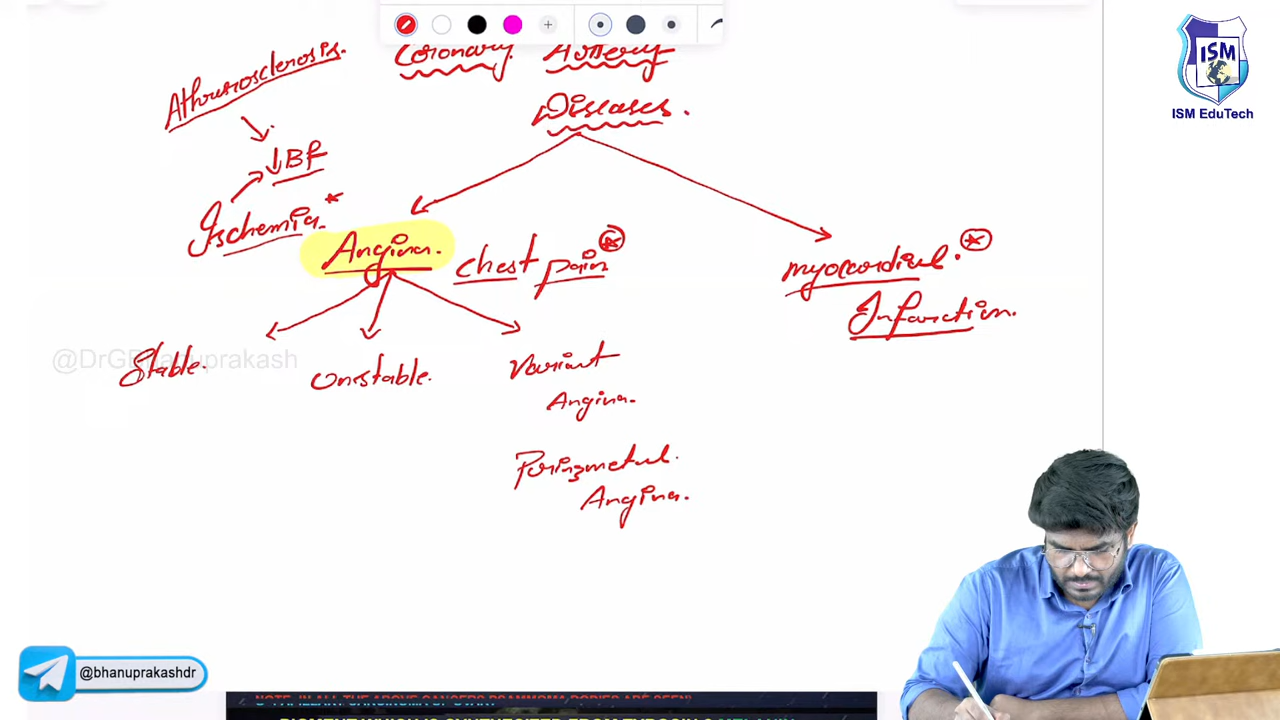 Coronary Artery
Diseases.
Atherosclerosis.
↓BF
Ischemia.*
Angina.
chest pain
myocardial.
Infarction.
Stable.
Unstable.
Variant
Angina.
Prinzmetal.
Angina.
@DrGBhanuprakash
ISM
ISM EduTech
@bhanuprakashdr